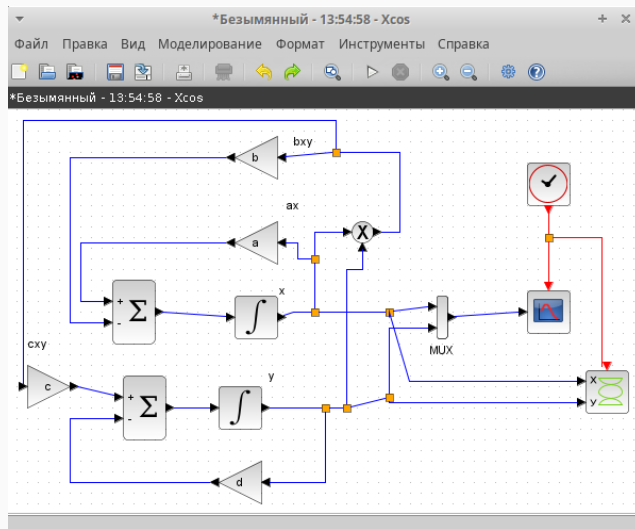 *Безымянный - 13:54:58 - Xcos
Файл Правка Вид Моделирование Формат Инструменты Справка
*Безымянный - 13:54:58 - Xcos
bxy
b
ax
a
X
x
+
-
Σ
∫
MUX
cxy
c
y
+
-
Σ
∫
X
Y
d